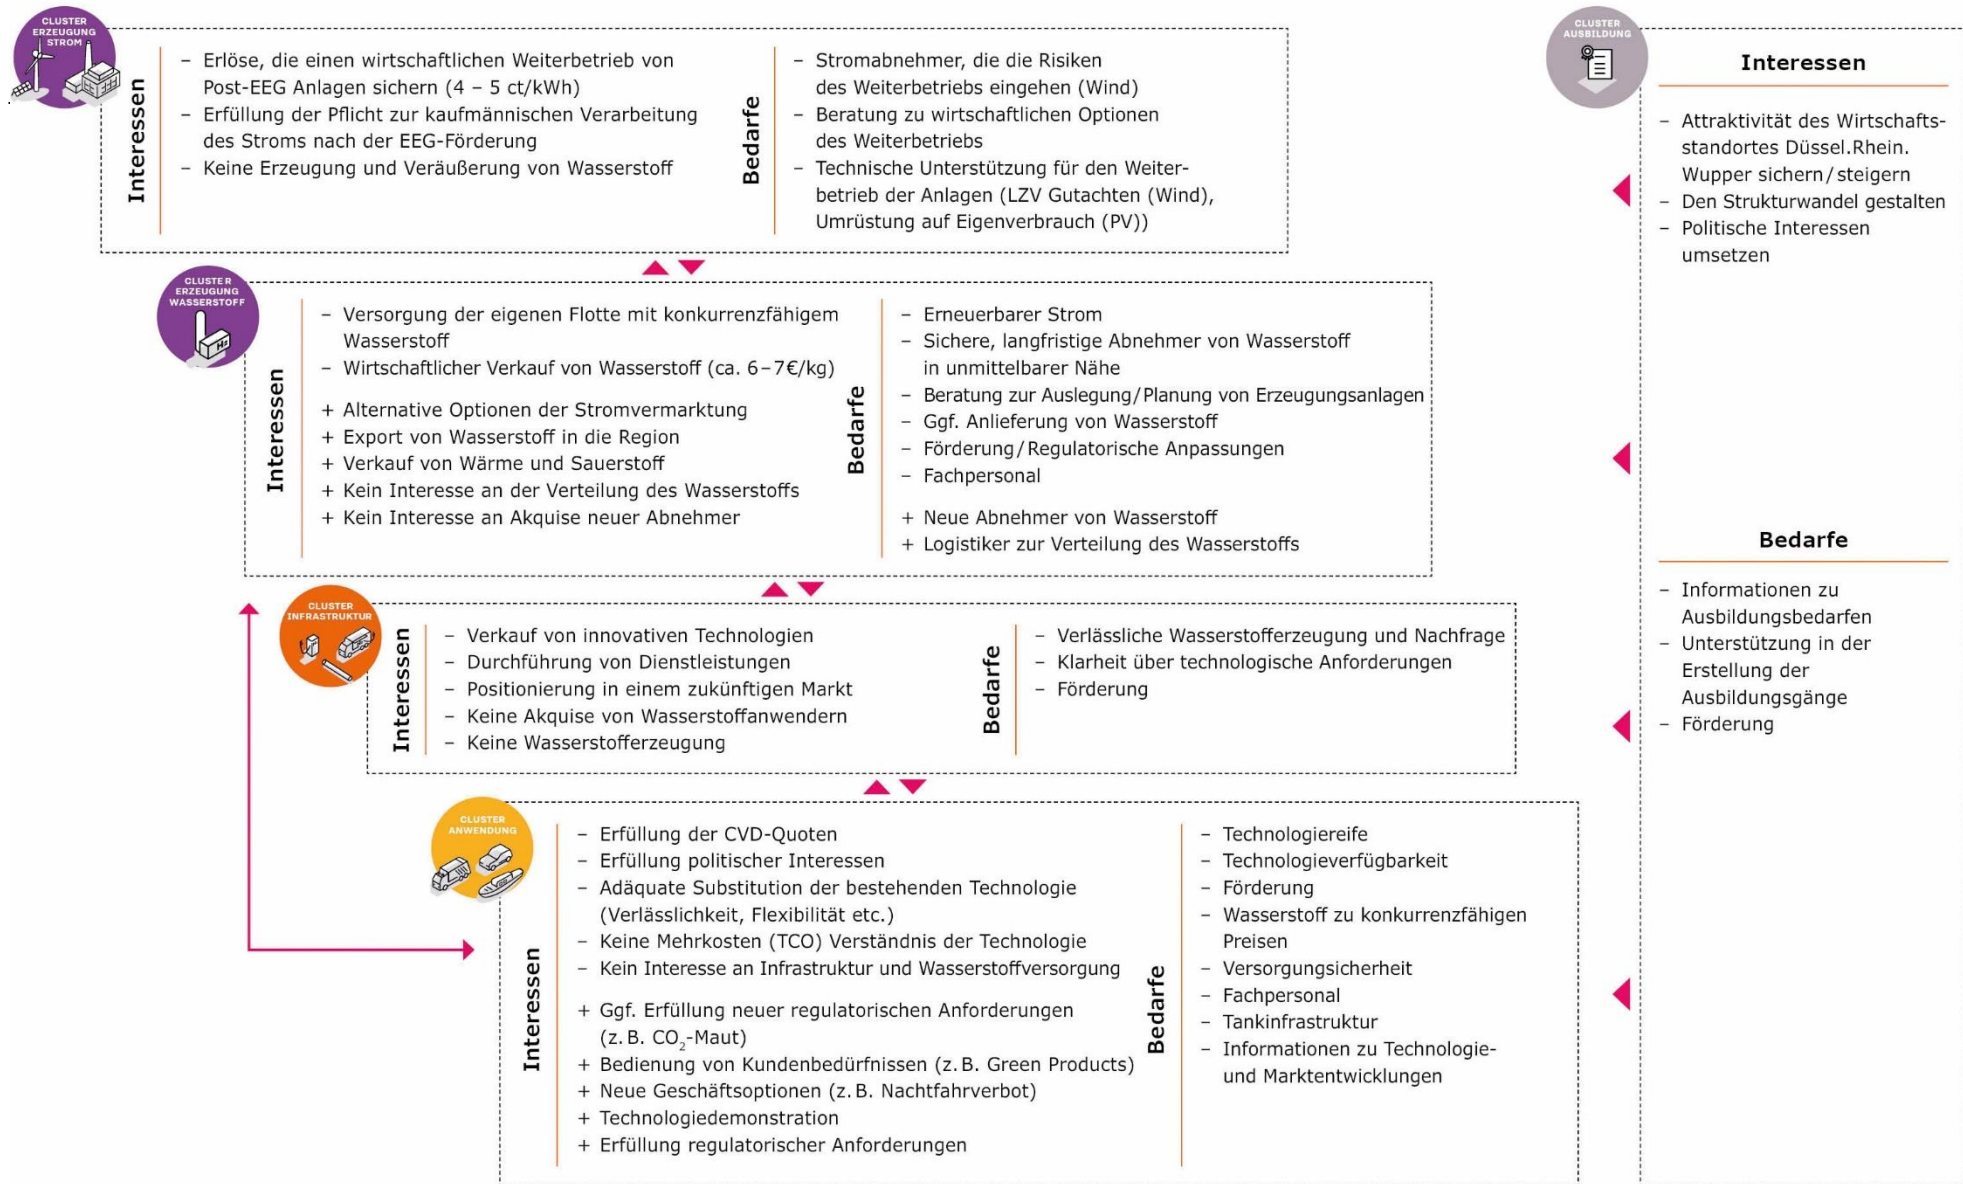 CLUSTER
ERZEUGUNG
STROM
Interessen
– Erlöse, die einen wirtschaftlichen Weiterbetrieb von
Post-EEG Anlagen sichern (4 – 5 ct/kWh)
– Erfüllung der Pflicht zur kaufmännischen Verarbeitung
des Stroms nach der EEG-Förderung
– Keine Erzeugung und Veräußerung von Wasserstoff
Bedarfe
– Stromabnehmer, die die Risiken
des Weiterbetriebs eingehen (Wind)
– Beratung zu wirtschaftlichen Optionen
des Weiterbetriebs
– Technische Unterstützung für den Weiter-
betrieb der Anlagen (LZV Gutachten (Wind),
Umrüstung auf Eigenverbrauch (PV))
CLUSTER
ERZEUGUNG
WASSERSTOFF
H₂
Interessen
– Versorgung der eigenen Flotte mit konkurrenzfähigem
Wasserstoff
– Wirtschaftlicher Verkauf von Wasserstoff (ca. 6–7€/kg)
+ Alternative Optionen der Stromvermarktung
+ Export von Wasserstoff in die Region
+ Verkauf von Wärme und Sauerstoff
+ Kein Interesse an der Verteilung des Wasserstoffs
+ Kein Interesse an Akquise neuer Abnehmer
Bedarfe
– Erneuerbarer Strom
– Sichere, langfristige Abnehmer von Wasserstoff
in unmittelbarer Nähe
– Beratung zur Auslegung/Planung von Erzeugungsanlagen
– Ggf. Anlieferung von Wasserstoff
– Förderung/Regulatorische Anpassungen
– Fachpersonal
+ Neue Abnehmer von Wasserstoff
+ Logistiker zur Verteilung des Wasserstoffs
CLUSTER
INFRASTRUKTUR
Interessen
– Verkauf von innovativen Technologien
– Durchführung von Dienstleistungen
– Positionierung in einem zukünftigen Markt
– Keine Akquise von Wasserstoffanwendern
– Keine Wasserstofferzeugung
Bedarfe
– Verlässliche Wasserstofferzeugung und Nachfrage
– Klarheit über technologische Anforderungen
– Förderung
CLUSTER
ANWENDUNG
Interessen
– Erfüllung der CVD-Quoten
– Erfüllung politischer Interessen
– Adäquate Substitution der bestehenden Technologie
(Verlässlichkeit, Flexibilität etc.)
– Keine Mehrkosten (TCO) Verständnis der Technologie
– Kein Interesse an Infrastruktur und Wasserstoffversorgung
+ Ggf. Erfüllung neuer regulatorischen Anforderungen
(z. B. CO₂-Maut)
+ Bedienung von Kundenbedürfnissen (z. B. Green Products)
+ Neue Geschäftsoptionen (z. B. Nachtfahrverbot)
+ Technologiedemonstration
+ Erfüllung regulatorischer Anforderungen
Bedarfe
– Technologiereife
– Technologieverfügbarkeit
– Förderung
– Wasserstoff zu konkurrenzfähigen
Preisen
– Versorgungsicherheit
– Fachpersonal
– Tankinfrastruktur
– Informationen zu Technologie-
und Marktentwicklungen
CLUSTER
AUSBILDUNG
Interessen
– Attraktivität des Wirtschafts-
standortes Düssel.Rhein.
Wupper sichern/steigern
– Den Strukturwandel gestalten
– Politische Interessen
umsetzen
Bedarfe
– Informationen zu
Ausbildungsbedarfen
– Unterstützung in der
Erstellung der
Ausbildungsgänge
– Förderung